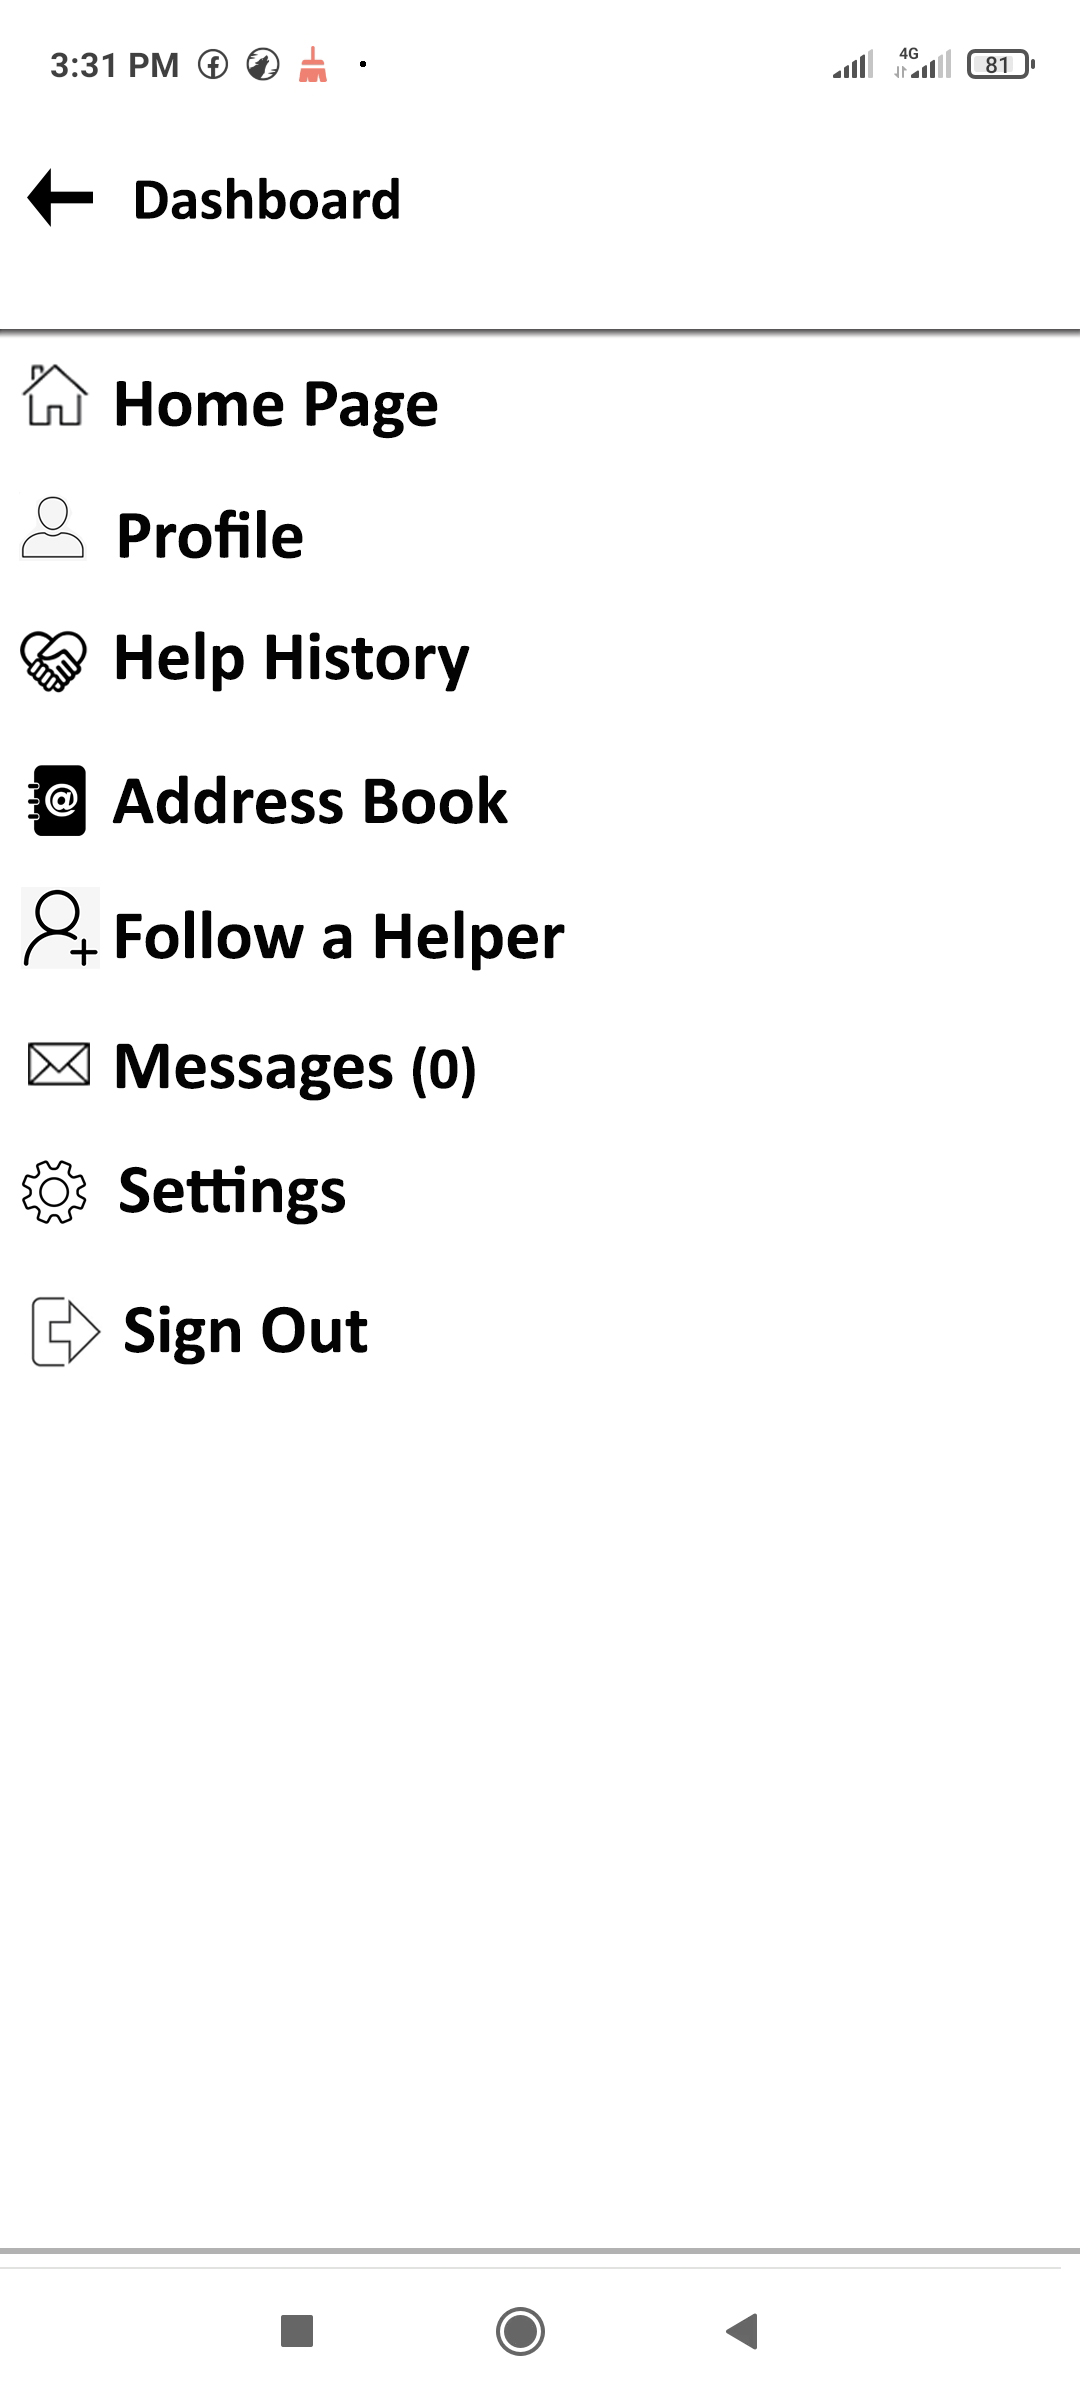 3:31 PM
4G
81
Dashboard
Home Page
Profile
Help History
@ Address Book
Follow a Helper
Messages (0)
Settings
Sign Out